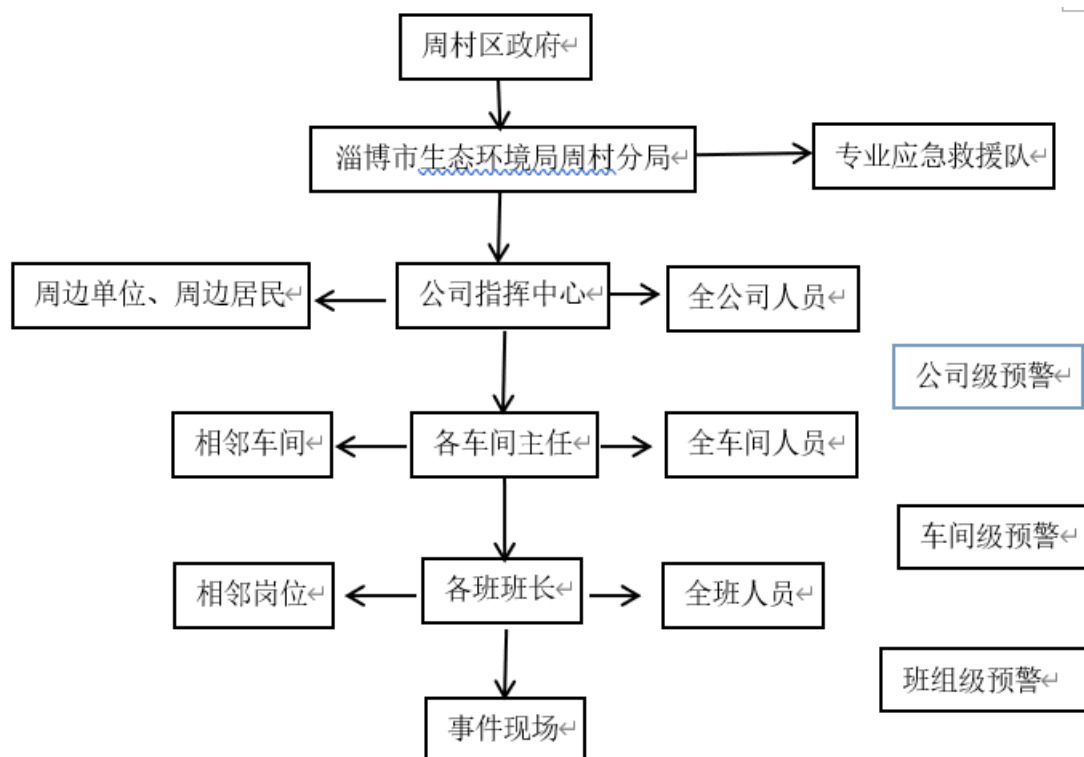 周村区政府
淄博市生态环境局周村分局
专业应急救援队
周边单位、周边居民
公司指挥中心
全公司人员
公司级预警
相邻车间
各车间主任
全车间人员
车间级预警
相邻岗位
各班班长
全班人员
班组级预警
事件现场